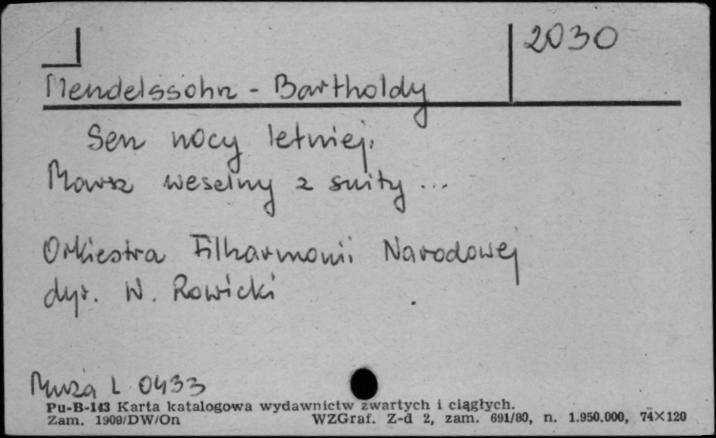 2030
Mendelssohn - Bartholdy
Sen nocy letniej.
Marsz weselny z suity ...
Orkiestra Filharmonii Narodowej
dyr. W. Rowicki
Muza L 0433
Pu-B-143 Karta katalogowa wydawnictw zwartych i ciągłych.
Zam. 1909/DW/On WZGraf. Z-d 2, zam. 691/80, n. 1.950.000, 74×120